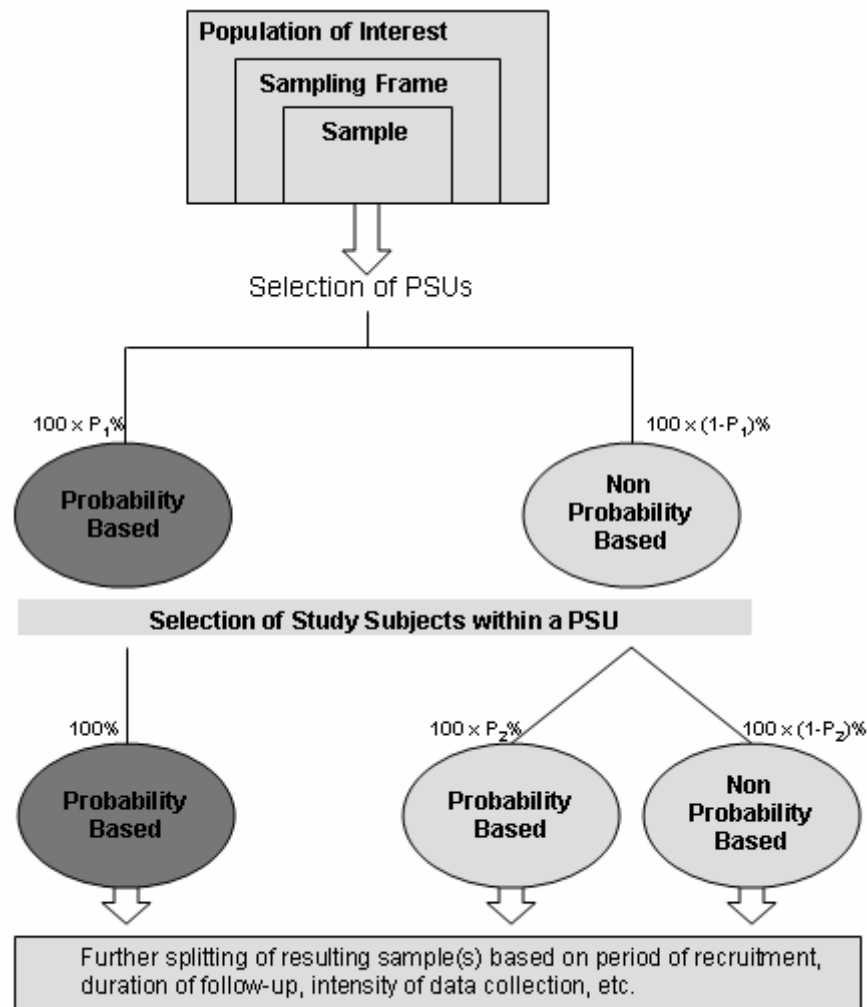 Population of Interest
Sampling Frame
Sample
Selection of PSUs
100 × P₁%
100 × (1-P₁)%
Probability
Based
Non
Probability
Based
Selection of Study Subjects within a PSU
100%
100 × P₂%
100 × (1-P₂)%
Probability
Based
Probability
Based
Non
Probability
Based
Further splitting of resulting sample(s) based on period of recruitment,
duration of follow-up, intensity of data collection, etc.